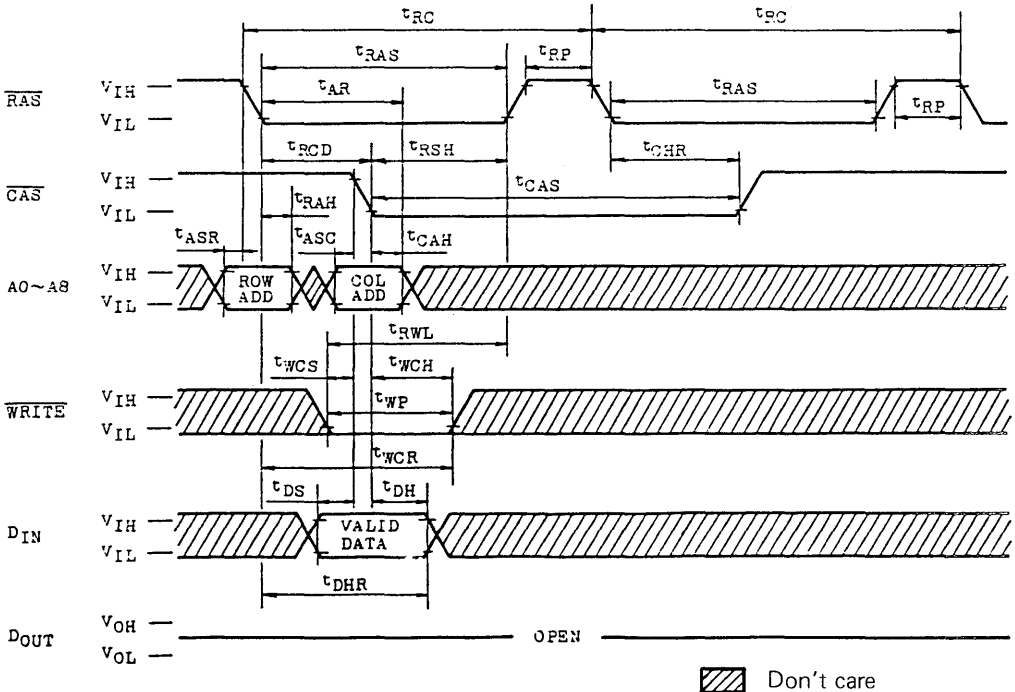 tRC tRC
tRAS tRP
RAS VIH tAR tRAS
VIL tRP
tRCD tRSH tCHR
CAS VIH tCAS
VIL tRAH
tASR tASC tCAH
A0~A8 VIH ROW COL
VIL ADD ADD
tRWL
tWCS tWCH
WRITE VIH tWP
VIL
tWCR
tDS tDH
DIN VIH VALID
VIL DATA
tDHR
DOUT VOH OPEN
VOL
Don't care